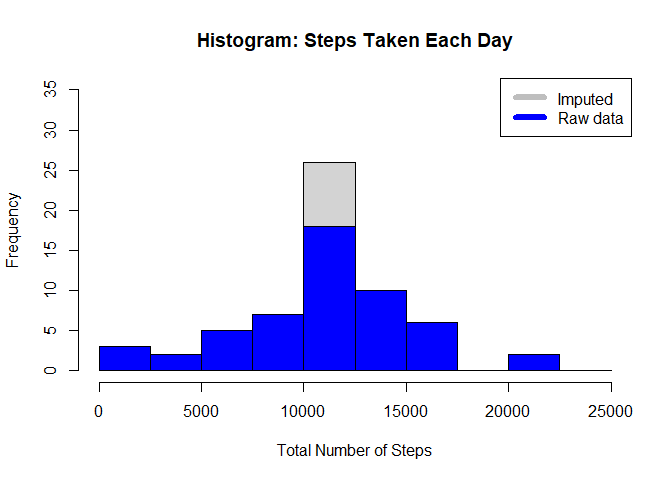 Histogram: Steps Taken Each Day
Imputed
Raw data
Frequency
35
30
25
20
15
10
5
0
0 5000 10000 15000 20000 25000
Total Number of Steps